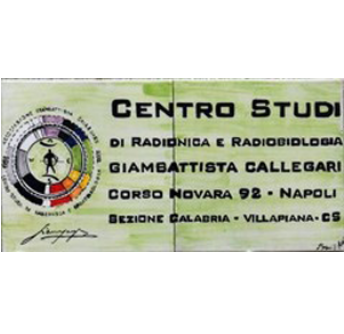 CENTRO STUDI
DI RADIONICA E RADIOBIOLOGIA
GIAMBATTISTA CALLEGARI
CORSO NOVARA 92 - NAPOLI
SEZIONE CALABRIA - VILLAPIANA - CS